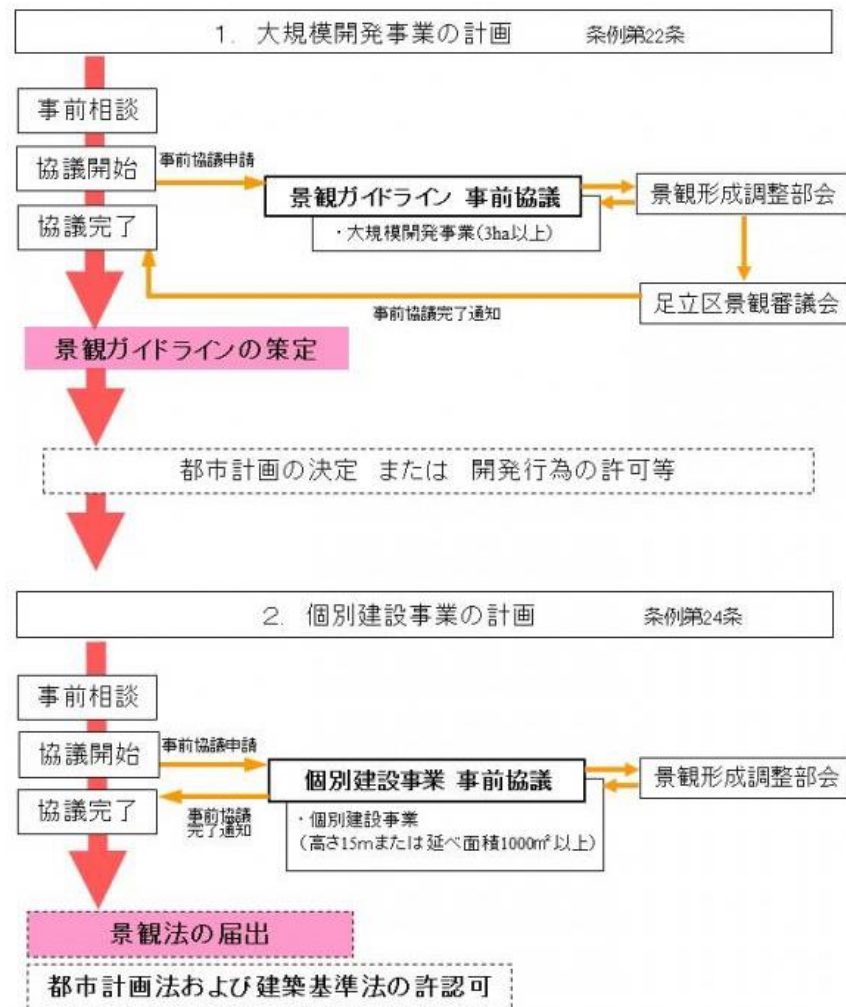 1. 大規模開発事業の計画 条例第22条
事前相談
協議開始
事前協議申請
景観ガイドライン 事前協議
景観形成調整部会
協議完了
・大規模開発事業(3ha以上)
足立区景観審議会
事前協議完了通知
景観ガイドラインの策定
都市計画の決定 または 開発行為の許可等
2. 個別建設事業の計画 条例第24条
事前相談
協議開始
事前協議申請
個別建設事業 事前協議
景観形成調整部会
協議完了
事前協議
完了通知
・個別建設事業
(高さ15mまたは延べ面積1000㎡以上)
景観法の届出
都市計画法および建築基準法の許認可